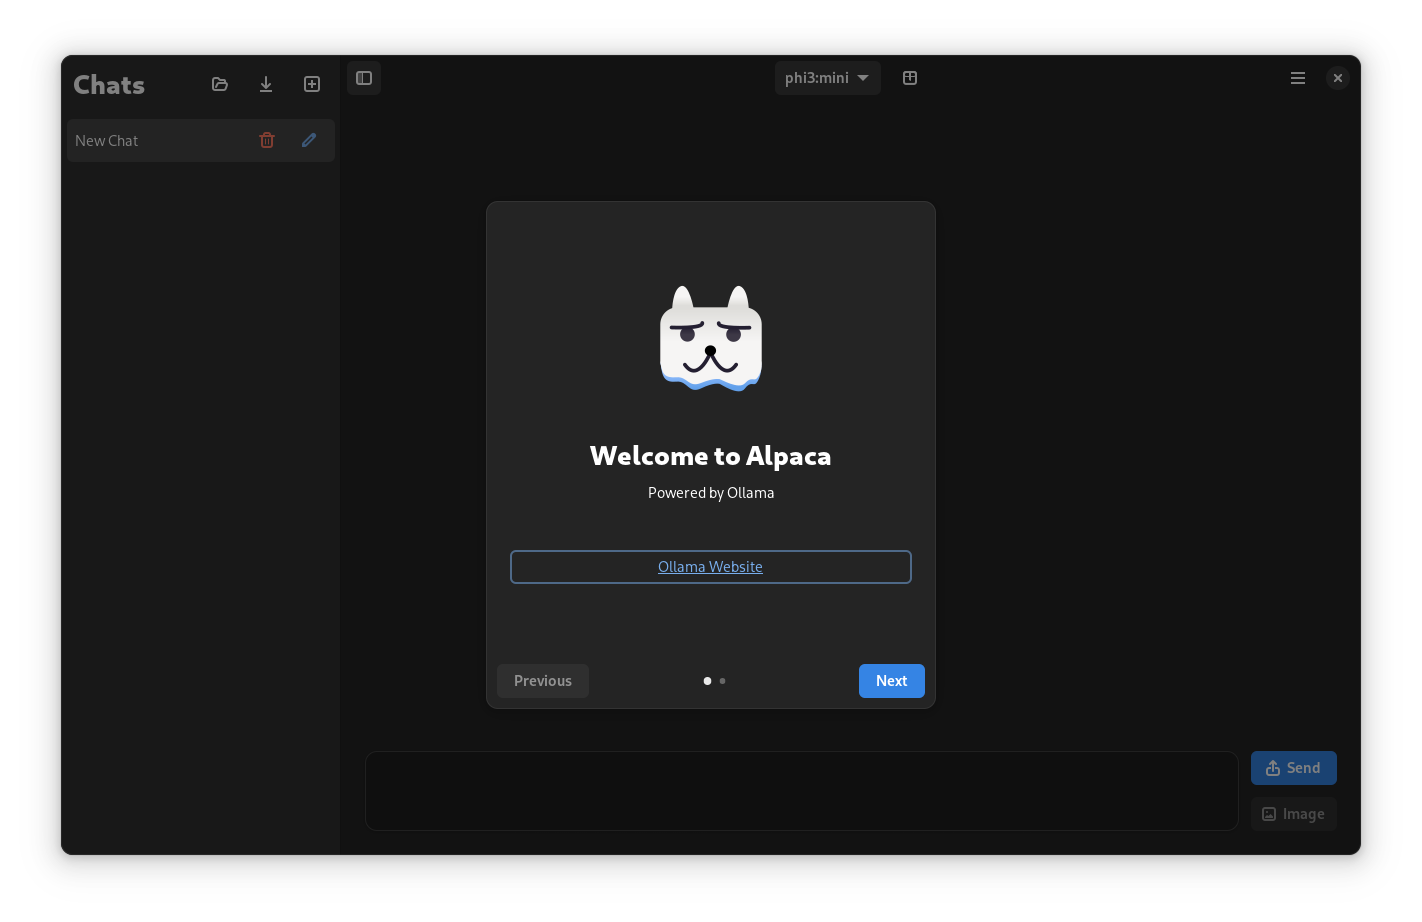 Chats
phi3:mini
New Chat
Welcome to Alpaca
Powered by Ollama
Ollama Website
Previous
Next
Send
Image